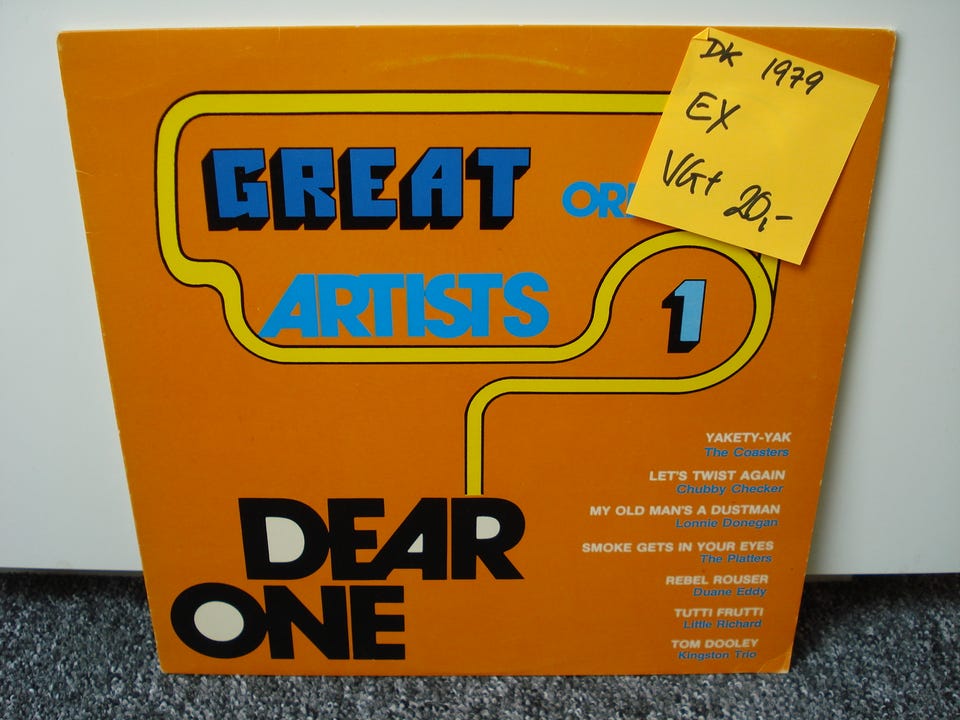 DK 1979
EX
VG+ 20,-
GREAT
ARTISTS
1
DEAR
ONE
YAKETY-YAK
The Coasters
LET'S TWIST AGAIN
Chubby Checker
MY OLD MAN'S A DUSTMAN
Lonnie Donegan
SMOKE GETS IN YOUR EYES
The Platters
REBEL ROUSER
Duane Eddy
TUTTI FRUTTI
Little Richard
TOM DOOLEY
Kingston Trio